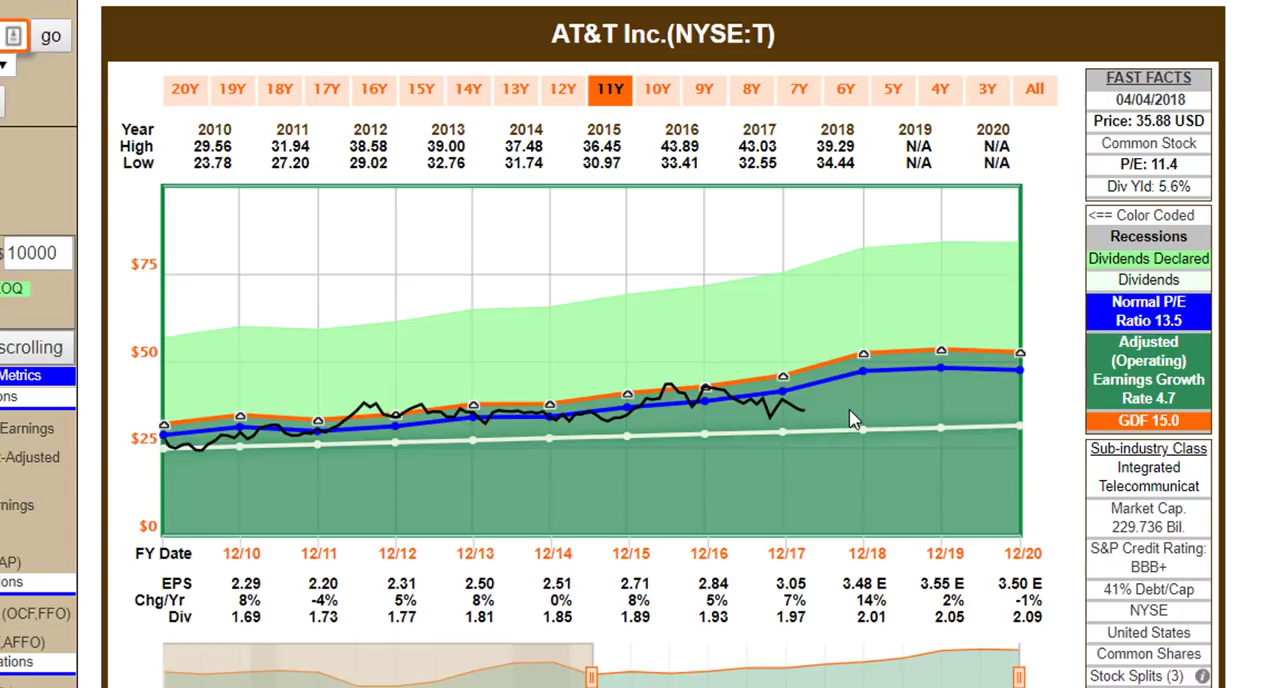 go
AT&T Inc.(NYSE:T)
20Y 19Y 18Y 17Y 16Y 15Y 14Y 13Y 12Y 11Y 10Y 9Y 8Y 7Y 6Y 5Y 4Y 3Y All
Year 2010 2011 2012 2013 2014 2015 2016 2017 2018 2019 2020
High 29.56 31.94 38.58 39.00 37.48 36.45 43.89 43.03 39.29 N/A N/A
Low 23.78 27.20 29.02 32.76 31.74 30.97 33.41 32.55 34.44 N/A N/A
$75
$50
$25
$0
FY Date 12/10 12/11 12/12 12/13 12/14 12/15 12/16 12/17 12/18 12/19 12/20
EPS 2.29 2.20 2.31 2.50 2.51 2.71 2.84 3.05 3.48 E 3.55 E 3.50 E
Chg/Yr 8% -4% 5% 8% 0% 8% 5% 7% 14% 2% -1%
Div 1.69 1.73 1.77 1.81 1.85 1.89 1.93 1.97 2.01 2.05 2.09
FAST FACTS
04/04/2018
Price: 35.88 USD
Common Stock
P/E: 11.4
Div Yld: 5.6%
<== Color Coded
Recessions
Dividends Declared
Dividends
Normal P/E
Ratio 13.5
Adjusted
(Operating)
Earnings Growth
Rate 4.7
GDF 15.0
Sub-industry Class
Integrated
Telecommunicat
Market Cap.
229.736 Bil.
S&P Credit Rating:
BBB+
41% Debt/Cap
NYSE
United States
Common Shares
Stock Splits (3) i
$ 10000
EOQ
scrolling
Metrics
ons
Earnings
t-Adjusted
rnings
AP)
ions
(OCF,FFO)
,AFFO)
ations